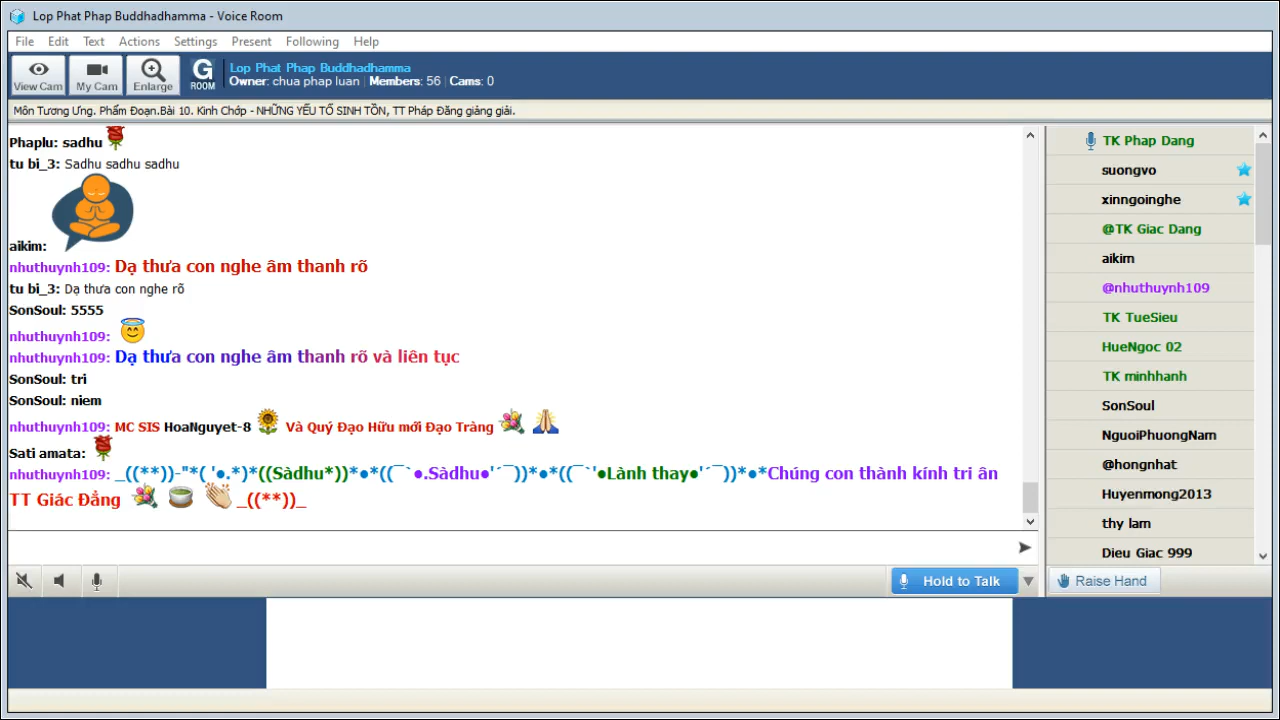 Lop Phat Phap Buddhadhamma - Voice Room
File Edit Text Actions Settings Present Following Help
View Cam My Cam Enlarge G ROOM
Lop Phat Phap Buddhadhamma
Owner: chua phap luan Members: 56 Cams: 0
Môn Tương Ưng. Phẩm Đoạn.Bài 10. Kinh Chớp - NHỮNG YẾU TỐ SINH TỒN, TT Pháp Đăng giảng giải.
Phaplu: sadhu
tu bi_3: Sadhu sadhu sadhu
aikim:
nhuthuynh109: Dạ thưa con nghe âm thanh rõ
tu bi_3: Dạ thưa con nghe rõ
SonSoul: 5555
nhuthuynh109:
nhuthuynh109: Dạ thưa con nghe âm thanh rõ và liên tục
SonSoul: tri
SonSoul: niem
nhuthuynh109: MC SIS HoaNguyet-8 Và Quý Đạo Hữu mới Đạo Tràng
Sati amata:
nhuthuynh109: _((**))-"*( '●.*)*((Sàdhu*))*●*((¯`●.Sàdhu●'´¯))*●*((¯`'●Lành thay●'´¯))*●*Chúng con thành kính tri ân
TT Giác Đẳng _((**))_
TK Phap Dang
suongvo
xinngoinghe
@TK Giac Dang
aikim
@nhuthuynh109
TK TueSieu
HueNgoc 02
TK minhhanh
SonSoul
NguoiPhuongNam
@hongnhat
Huyenmong2013
thy lam
Dieu Giac 999
Hold to Talk
Raise Hand